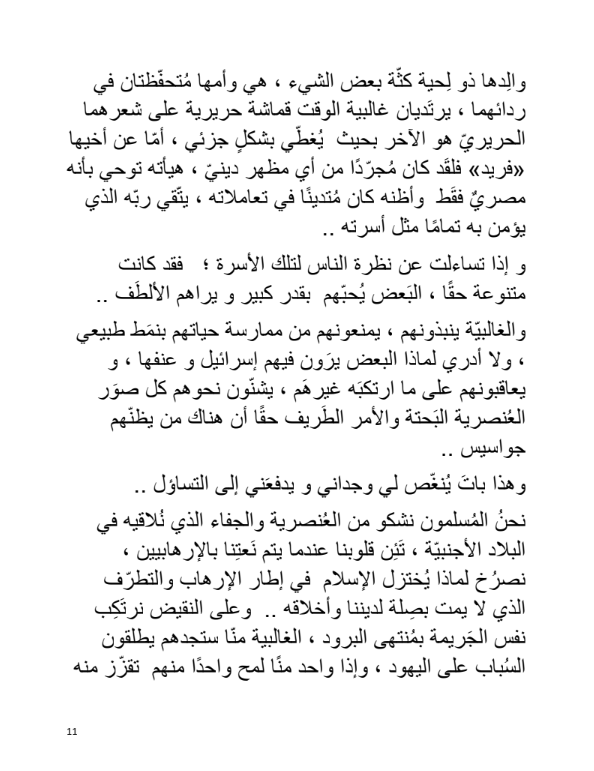 والِدها ذو لِحية كثّة بعض الشيء ، هي وأمها مُتحفّظتان في
ردائهما ، يرتَديان غالبية الوقت قماشة حريرية على شعرهما
الحريريّ هو الآخر بحيث يُغطّي بشكلٍ جزئي ، أمّا عن أخيها
«فريد» فلقَد كان مُجرّدًا من أي مظهر دينيّ ، هيأته توحي بأنه
مصريٌ فقَط وأظنه كان مُتدينًا في تعاملاته ، يتّقي ربّه الذي
يؤمن به تمامًا مثل أسرته ..
و إذا تساءلت عن نظرة الناس لتلك الأسرة ؛ فقد كانت
متنوعة حقًا ، البَعض يُحبّهم بقدر كبير و يراهم الألطَف ..
والغالبيّة ينبذونهم ، يمنعونهم من ممارسة حياتهم بنمَط طبيعي
، ولا أدري لماذا البعض يرَون فيهم إسرائيل و عنفها ، و
يعاقبونهم على ما ارتكبَه غيرهَم ، يشنّون نحوهم كل صوَر
العُنصرية البَحتة والأمر الطَريف حقًا أن هناك من يظنّهم
جواسيس ..
وهذا باتَ يُنغّص لي وجداني و يدفعَني إلى التساؤل ..
نحنُ المُسلمون نشكو من العُنصرية والجفاء الذي نُلاقيه في
البلاد الأجنبيّة ، تَئِن قلوبنا عندما يتم نَعتِنا بالإرهابيين ،
نصرُخ لماذا يُختزل الإسلام في إطار الإرهاب والتطرّف
الذي لا يمت بصِلة لديننا وأخلاقه .. وعلى النقيض نرتَكِب
نفس الجَريمة بمُنتهى البرود ، الغالبية منّا ستجدهم يطلقون
السُباب على اليهود ، وإذا واحد منّا لمح واحدًا منهم تقزّز منه
11